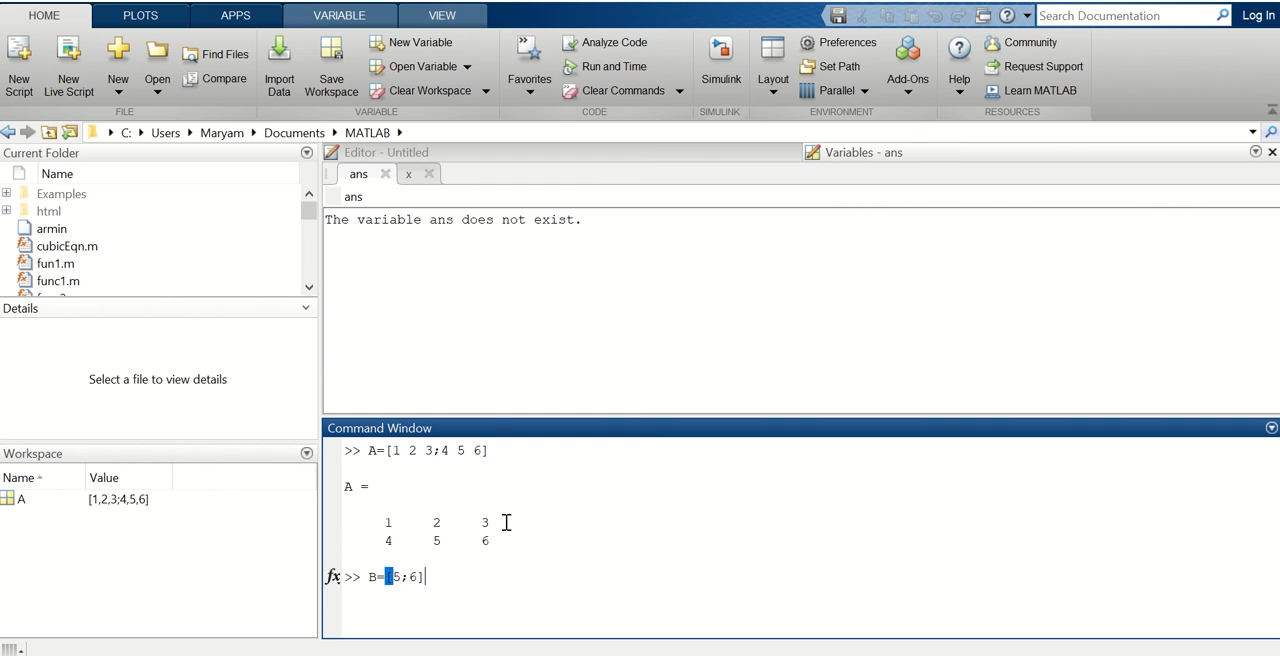 HOME PLOTS APPS VARIABLE VIEW Search Documentation Log In
New Script
New Live Script
New
Open
Find Files
Compare
FILE
Import Data
Save Workspace
New Variable
Open Variable
Clear Workspace
VARIABLE
Favorites
Analyze Code
Run and Time
Clear Commands
CODE
Simulink
SIMULINK
Layout
Preferences
Set Path
Parallel
Add-Ons
ENVIRONMENT
Help
Community
Request Support
Learn MATLAB
RESOURCES
C: Users Maryam Documents MATLAB
Current Folder
Name
Examples
html
armin
cubicEqn.m
fun1.m
func1.m
Details
Select a file to view details
Workspace
Name Value
A [1,2,3;4,5,6]
Editor - Untitled
Variables - ans
ans x
ans
The variable ans does not exist.
Command Window
>> A=[1 2 3;4 5 6]
A =
1 2 3
4 5 6
fx >> B=[5;6]